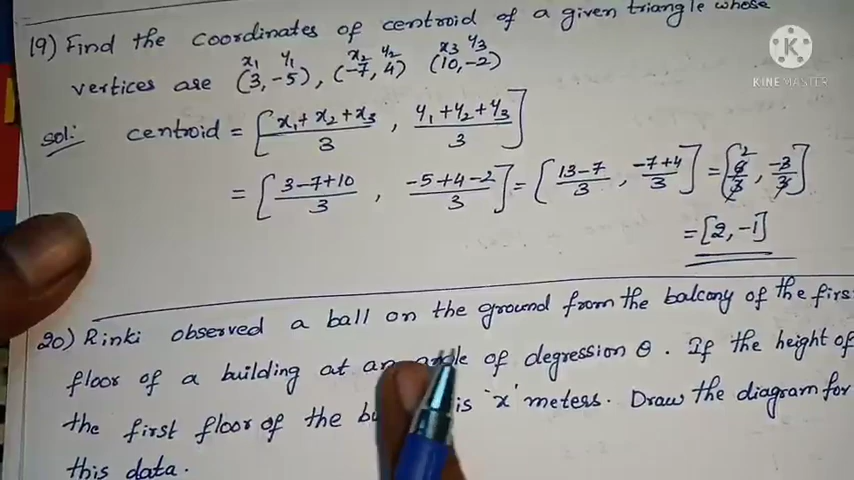 19) Find the coordinates of centroid of a given triangle whose
x₁ y₁ x₂ y₂ x₃ y₃
vertices are (3, -5), (-7, 4) (10, -2)
sol: centroid = [x₁+x₂+x₃/3, y₁+y₂+y₃/3]
= [3-7+10/3, -5+4-2/3] = [13-7/3, -7+4/3] = [6/3 2, -3/3]
= [2, -1]
20) Rinki observed a ball on the ground from the balcony of the firs
floor of a building at an angle of degression θ. If the height of
the first floor of the is 'x' meters. Draw the diagram for
this data.
K
KINEMASTER